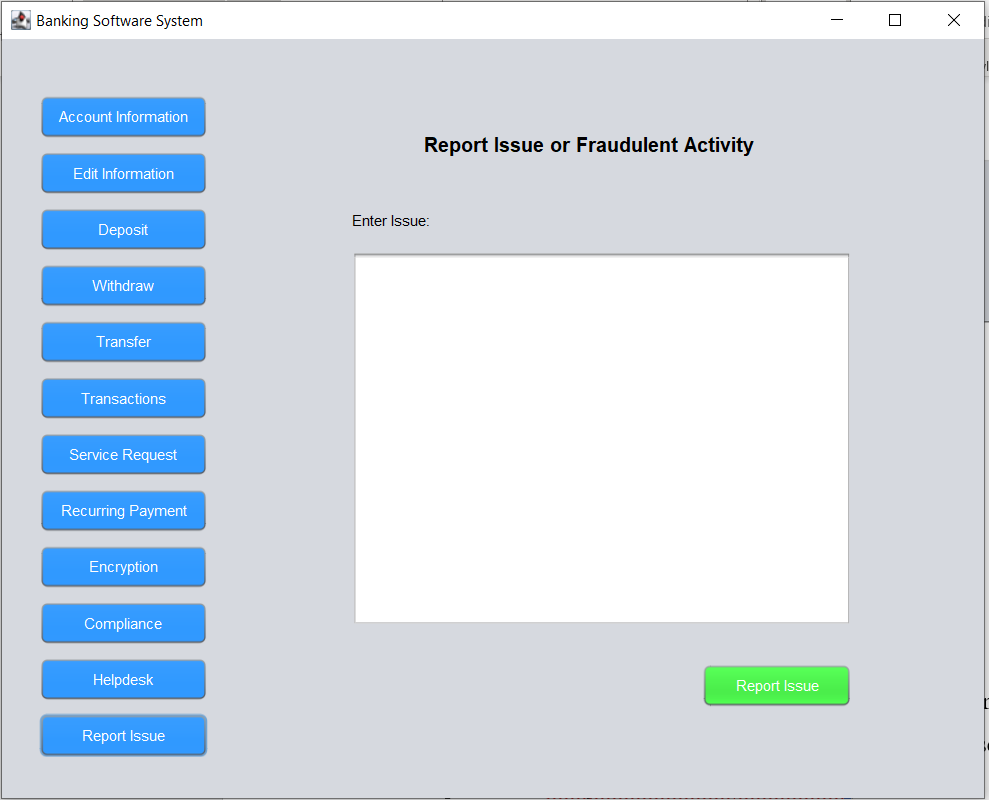 Banking Software System
Account Information
Edit Information
Deposit
Withdraw
Transfer
Transactions
Service Request
Recurring Payment
Encryption
Compliance
Helpdesk
Report Issue
Report Issue or Fraudulent Activity
Enter Issue:
Report Issue